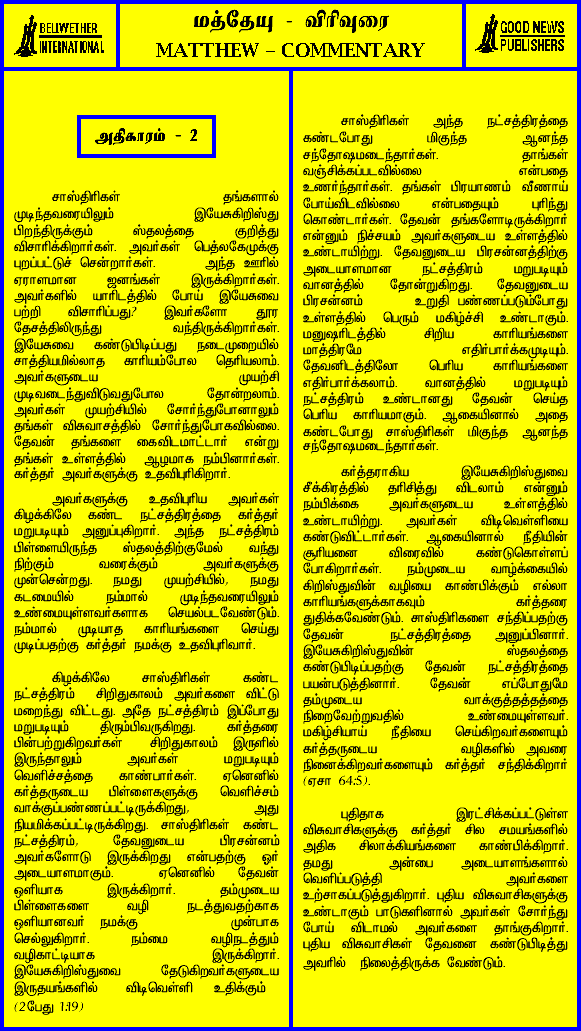 BELWETHER
INTERNATIONAL
மத்தேயு - விரிவுரை
MATTHEW – COMMENTARY
GOOD NEWS
PUBLISHERS
அதிகாரம் - 2
சாஸ்திரிகள் தங்களால்
முடிந்தவரையிலும் இயேசுகிறிஸ்து
பிறந்திருக்கும் ஸ்தலத்தை குறித்து
விசாரிக்கிறார்கள். அவர்கள் பெத்லகேமுக்கு
புறப்பட்டுச் சென்றார்கள். அந்த ஊரில்
ஏராளமான ஜனங்கள் இருக்கிறார்கள்.
அவர்களில் யாரிடத்தில் போய் இயேசுவை
பற்றி விசாரிப்பது? இவர்களோ தூர
தேசத்திலிருந்து வந்திருக்கிறார்கள்.
இயேசுவை கண்டுபிடிப்பது நடைமுறையில்
சாத்தியமில்லாத காரியம்போல தெரியலாம்.
அவர்களுடைய முயற்சி
முடிவடைந்துவிடுவதுபோல தோன்றலாம்.
அவர்கள் முயற்சியில் சோர்ந்துபோனாலும்
தங்கள் விசுவாசத்தில் சோர்ந்துபோகவில்லை.
தேவன் தங்களை கைவிடமாட்டார் என்று
தங்கள் உள்ளத்தில் ஆழமாக நம்பினார்கள்.
கர்த்தர் அவர்களுக்கு உதவிபுரிகிறார்.
அவர்களுக்கு உதவிபுரிய அவர்கள்
கிழக்கிலே கண்ட நட்சத்திரத்தை கர்த்தர்
மறுபடியும் அனுப்புகிறார். அந்த நட்சத்திரம்
பிள்ளையிருந்த ஸ்தலத்திற்குமேல் வந்து
நிற்கும் வரைக்கும் அவர்களுக்கு
முன்சென்றது. நமது முயற்சியில், நமது
கடமையில் நம்மால் முடிந்தவரையிலும்
உண்மையுள்ளவர்களாக செயல்படவேண்டும்.
நம்மால் முடியாத காரியங்களை செய்து
முடிப்பதற்கு கர்த்தர் நமக்கு உதவிபுரிவார்.
கிழக்கிலே சாஸ்திரிகள் கண்ட
நட்சத்திரம் சிறிதுகாலம் அவர்களை விட்டு
மறைந்து விட்டது. அதே நட்சத்திரம் இப்போது
மறுபடியும் திரும்பிவருகிறது. கர்த்தரை
பின்பற்றுகிறவர்கள் சிறிதுகாலம் இருளில்
இருந்தாலும் அவர்கள் மறுபடியும்
வெளிச்சத்தை காண்பார்கள். ஏனெனில்
கர்த்தருடைய பிள்ளைகளுக்கு வெளிச்சம்
வாக்குப்பண்ணப்பட்டிருக்கிறது, அது
நியமிக்கப்பட்டிருக்கிறது. சாஸ்திரிகள் கண்ட
நட்சத்திரம், தேவனுடைய பிரசன்னம்
அவர்களோடு இருக்கிறது என்பதற்கு ஓர்
அடையாளமாகும். ஏனெனில் தேவன்
ஒளியாக இருக்கிறார். தம்முடைய
பிள்ளைகளை வழி நடத்துவதற்காக
ஒளியானவர் நமக்கு முன்பாக
செல்லுகிறார். நம்மை வழிநடத்தும்
வழிகாட்டியாக இருக்கிறார்.
இயேசுகிறிஸ்துவை தேடுகிறவர்களுடைய
இருதயங்களில் விடிவெள்ளி உதிக்கும்
(2பேது 1:19)
சாஸ்திரிகள் அந்த நட்சத்திரத்தை
கண்டபோது மிகுந்த ஆனந்த
சந்தோஷமடைந்தார்கள். தாங்கள்
வஞ்சிக்கப்படவில்லை என்பதை
உணர்ந்தார்கள். தங்கள் பிரயாணம் வீணாய்
போய்விடவில்லை என்பதையும் புரிந்து
கொண்டார்கள். தேவன் தங்களோடிருக்கிறார்
என்னும் நிச்சயம் அவர்களுடைய உள்ளத்தில்
உண்டாயிற்று. தேவனுடைய பிரசன்னத்திற்கு
அடையாளமான நட்சத்திரம் மறுபடியும்
வானத்தில் தோன்றுகிறது. தேவனுடைய
பிரசன்னம் உறுதி பண்ணப்படும்போது
உள்ளத்தில் பெரும் மகிழ்ச்சி உண்டாகும்.
மனுஷரிடத்தில் சிறிய காரியங்களை
மாத்திரமே எதிர்பார்க்கமுடியும்.
தேவனிடத்திலோ பெரிய காரியங்களை
எதிர்பார்க்கலாம். வானத்தில் மறுபடியும்
நட்சத்திரம் உண்டானது தேவன் செய்த
பெரிய காரியமாகும். ஆகையினால் அதை
கண்டபோது சாஸ்திரிகள் மிகுந்த ஆனந்த
சந்தோஷமடைந்தார்கள்.
கர்த்தராகிய இயேசுகிறிஸ்துவை
சீக்கிரத்தில் தரிசித்து விடலாம் என்னும்
நம்பிக்கை அவர்களுடைய உள்ளத்தில்
உண்டாயிற்று. அவர்கள் விடிவெள்ளியை
கண்டுவிட்டார்கள். ஆகையினால் நீதியின்
சூரியனை விரைவில் கண்டுகொள்ளப்
போகிறார்கள். நம்முடைய வாழ்க்கையில்
கிறிஸ்துவின் வழியை காண்பிக்கும் எல்லா
காரியங்களுக்காகவும் கர்த்தரை
துதிக்கவேண்டும். சாஸ்திரிகளை சந்திப்பதற்கு
தேவன் நட்சத்திரத்தை அனுப்பினார்.
இயேசுகிறிஸ்துவின் ஸ்தலத்தை
கண்டுபிடிப்பதற்கு தேவன் நட்சத்திரத்தை
பயன்படுத்தினார். தேவன் எப்போதுமே
தம்முடைய வாக்குத்தத்தத்தை
நிறைவேற்றுவதில் உண்மையுள்ளவர்.
மகிழ்சியாய் நீதியை செய்கிறவர்களையும்
கர்த்தருடைய வழிகளில் அவரை
நினைக்கிறவர்களையும் கர்த்தர் சந்திக்கிறார்
(ஏசா 64:5).
புதிதாக இரட்சிக்கப்பட்டுள்ள
விசுவாசிகளுக்கு கர்த்தர் சில சமயங்களில்
அதிக சிலாக்கியங்களை காண்பிக்கிறார்.
தமது அன்பை அடையாளங்களால்
வெளிப்படுத்தி அவர்களை
உற்சாகப்படுத்துகிறார். புதிய விசுவாசிகளுக்கு
உண்டாகும் பாடுகளினால் அவர்கள் சோர்ந்து
போய் விடாமல் அவர்களை தாங்குகிறார்.
புதிய விசுவாசிகள் தேவனை கண்டுபிடித்து
அவரில் நிலைத்திருக்க வேண்டும்.